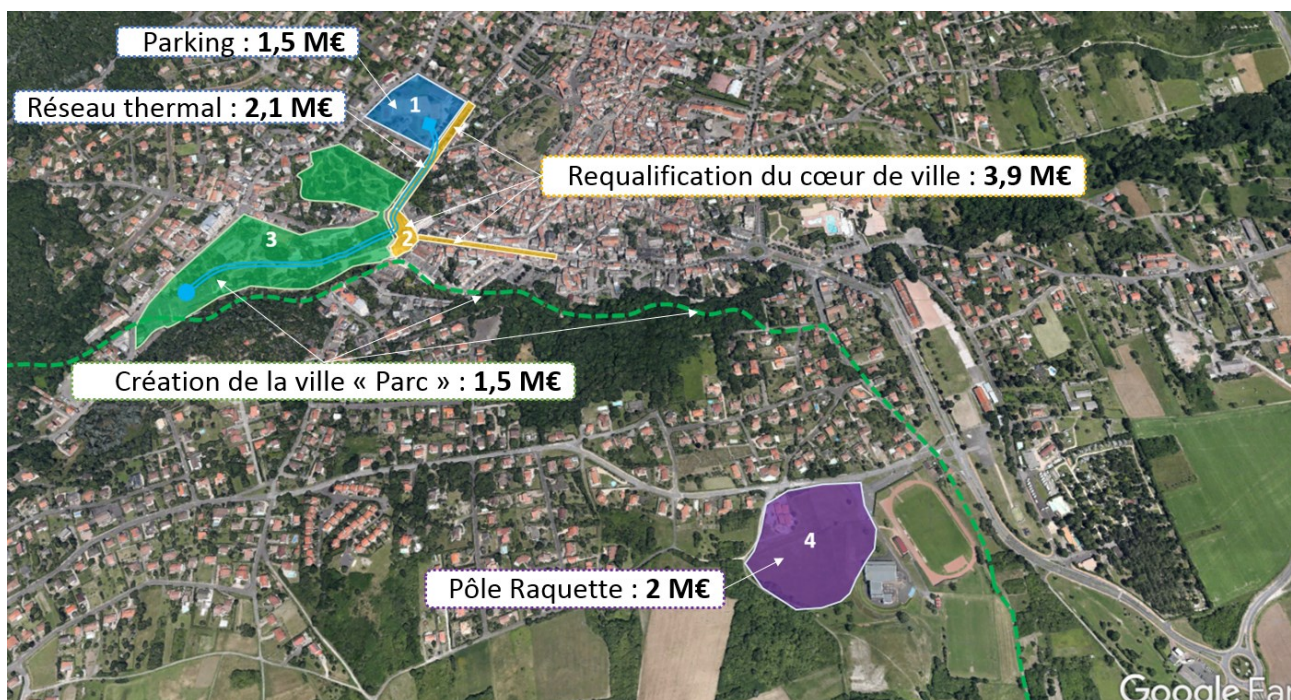 Parking : 1,5 M€
1
Réseau thermal : 2,1 M€
Requalification du cœur de ville : 3,9 M€
2
3
Création de la ville « Parc » : 1,5 M€
4
Pôle Raquette : 2 M€
Google Ear